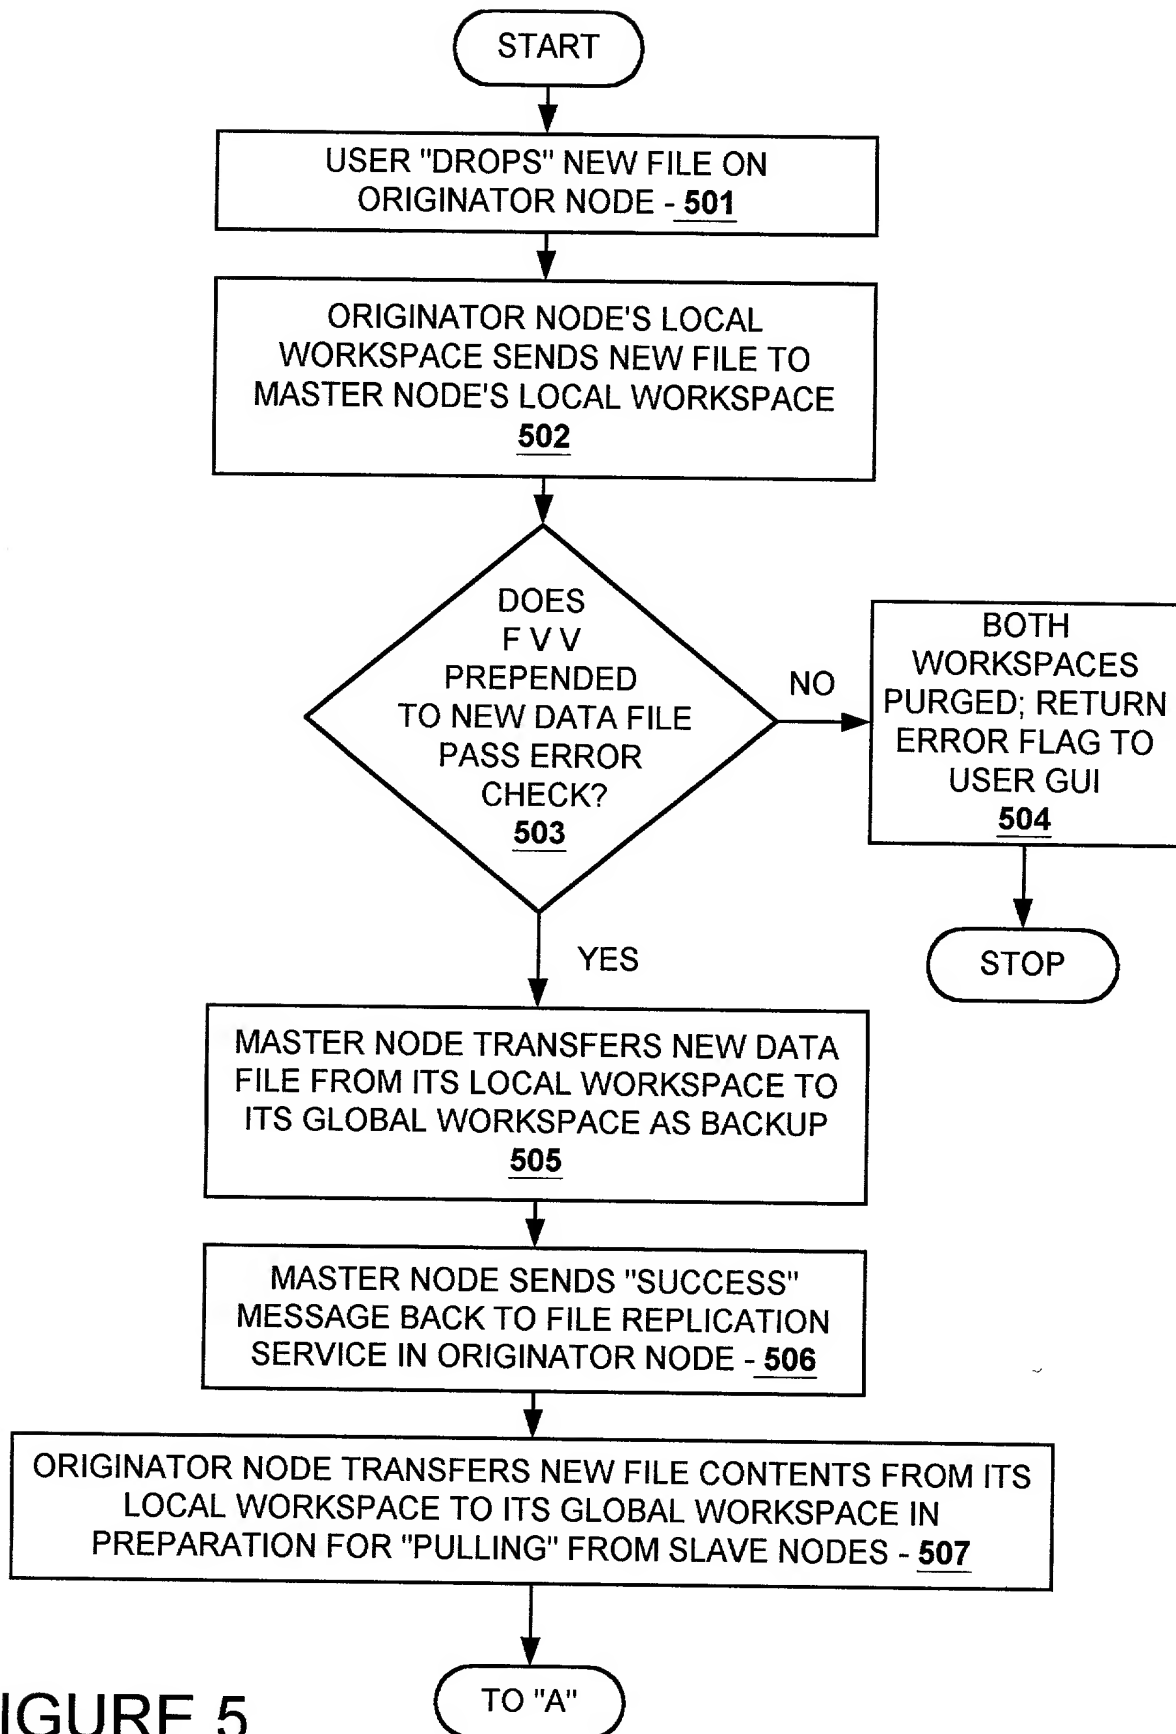 START
USER "DROPS" NEW FILE ON
ORIGINATOR NODE - 501
ORIGINATOR NODE'S LOCAL
WORKSPACE SENDS NEW FILE TO
MASTER NODE'S LOCAL WORKSPACE
502
DOES
F V V
PREPENDED
TO NEW DATA FILE
PASS ERROR
CHECK?
503
NO
BOTH
WORKSPACES
PURGED; RETURN
ERROR FLAG TO
USER GUI
504
STOP
YES
MASTER NODE TRANSFERS NEW DATA
FILE FROM ITS LOCAL WORKSPACE TO
ITS GLOBAL WORKSPACE AS BACKUP
505
MASTER NODE SENDS "SUCCESS"
MESSAGE BACK TO FILE REPLICATION
SERVICE IN ORIGINATOR NODE - 506
ORIGINATOR NODE TRANSFERS NEW FILE CONTENTS FROM ITS
LOCAL WORKSPACE TO ITS GLOBAL WORKSPACE IN
PREPARATION FOR "PULLING" FROM SLAVE NODES - 507
TO "A"
IGURE 5